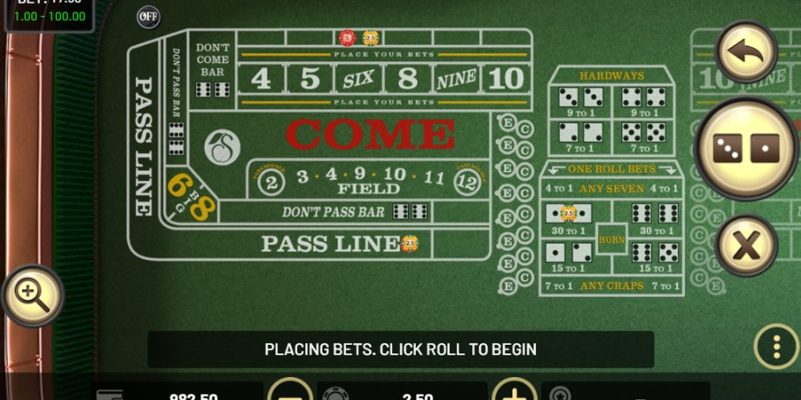 BET: 17.50
1.00 - 100.00
OFF
DON'T COME BAR
DON'T PASS BAR
PASS LINE
PLACE YOUR BETS
4 5 SIX 8 NINE 10
PLACE YOUR BETS
COME
2 3 · 4 · 9 · 10 · 11 12
FIELD
BIG
6 8
DON'T PASS BAR
PASS LINE
E C
E C
E C
E C
E C
E C
E C
E C
HARDWAYS
9 TO 1 9 TO 1
7 TO 1 7 TO 1
ONE ROLL BETS
4 TO 1 ANY SEVEN 4 TO 1
30 TO 1 30 TO 1
HORN
15 TO 1 15 TO 1
7 TO 1 ANY CRAPS 7 TO 1
10 NINE
PLACING BETS. CLICK ROLL TO BEGIN
982.50
2.50